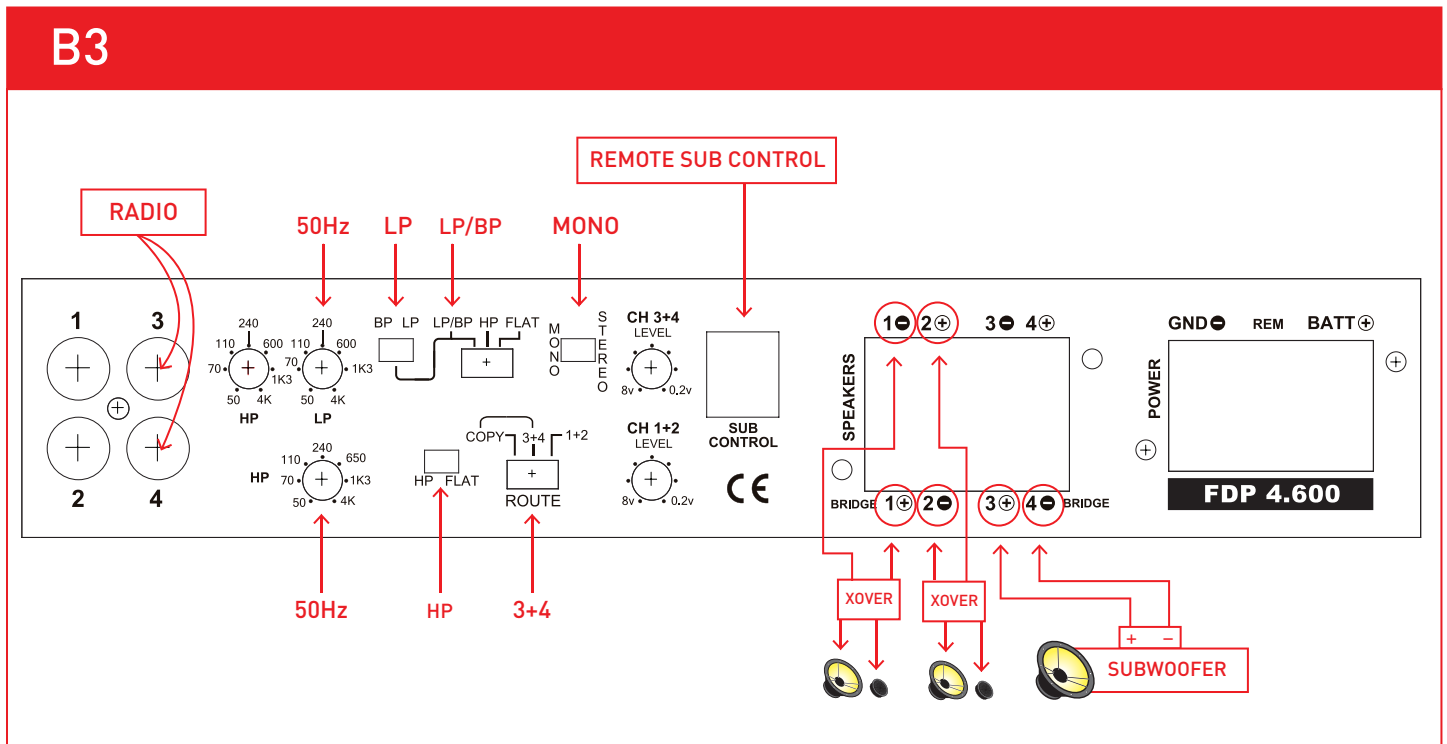 B3
REMOTE SUB CONTROL
RADIO
50Hz LP LP/BP MONO
1 3
2 4
240
110 600
70 1K3
50 4K
HP
240
110 600
70 1K3
50 4K
LP
BP LP LP/BP HP FLAT
MONO
STEREO
CH 3+4
LEVEL
8v 0.2v
240
110 650
HP 70 1K3
50 4K
HP FLAT
COPY 3+4 1+2
+
ROUTE
CH 1+2
LEVEL
8v 0.2v
SUB
CONTROL
CE
SPEAKERS
1⊖ 2⊕ 3⊖ 4⊕
BRIDGE 1⊕ 2⊖ 3⊕ 4⊖ BRIDGE
GND⊖ REM BATT⊕
POWER
FDP 4.600
50Hz HP 3+4
XOVER XOVER
+ −
SUBWOOFER